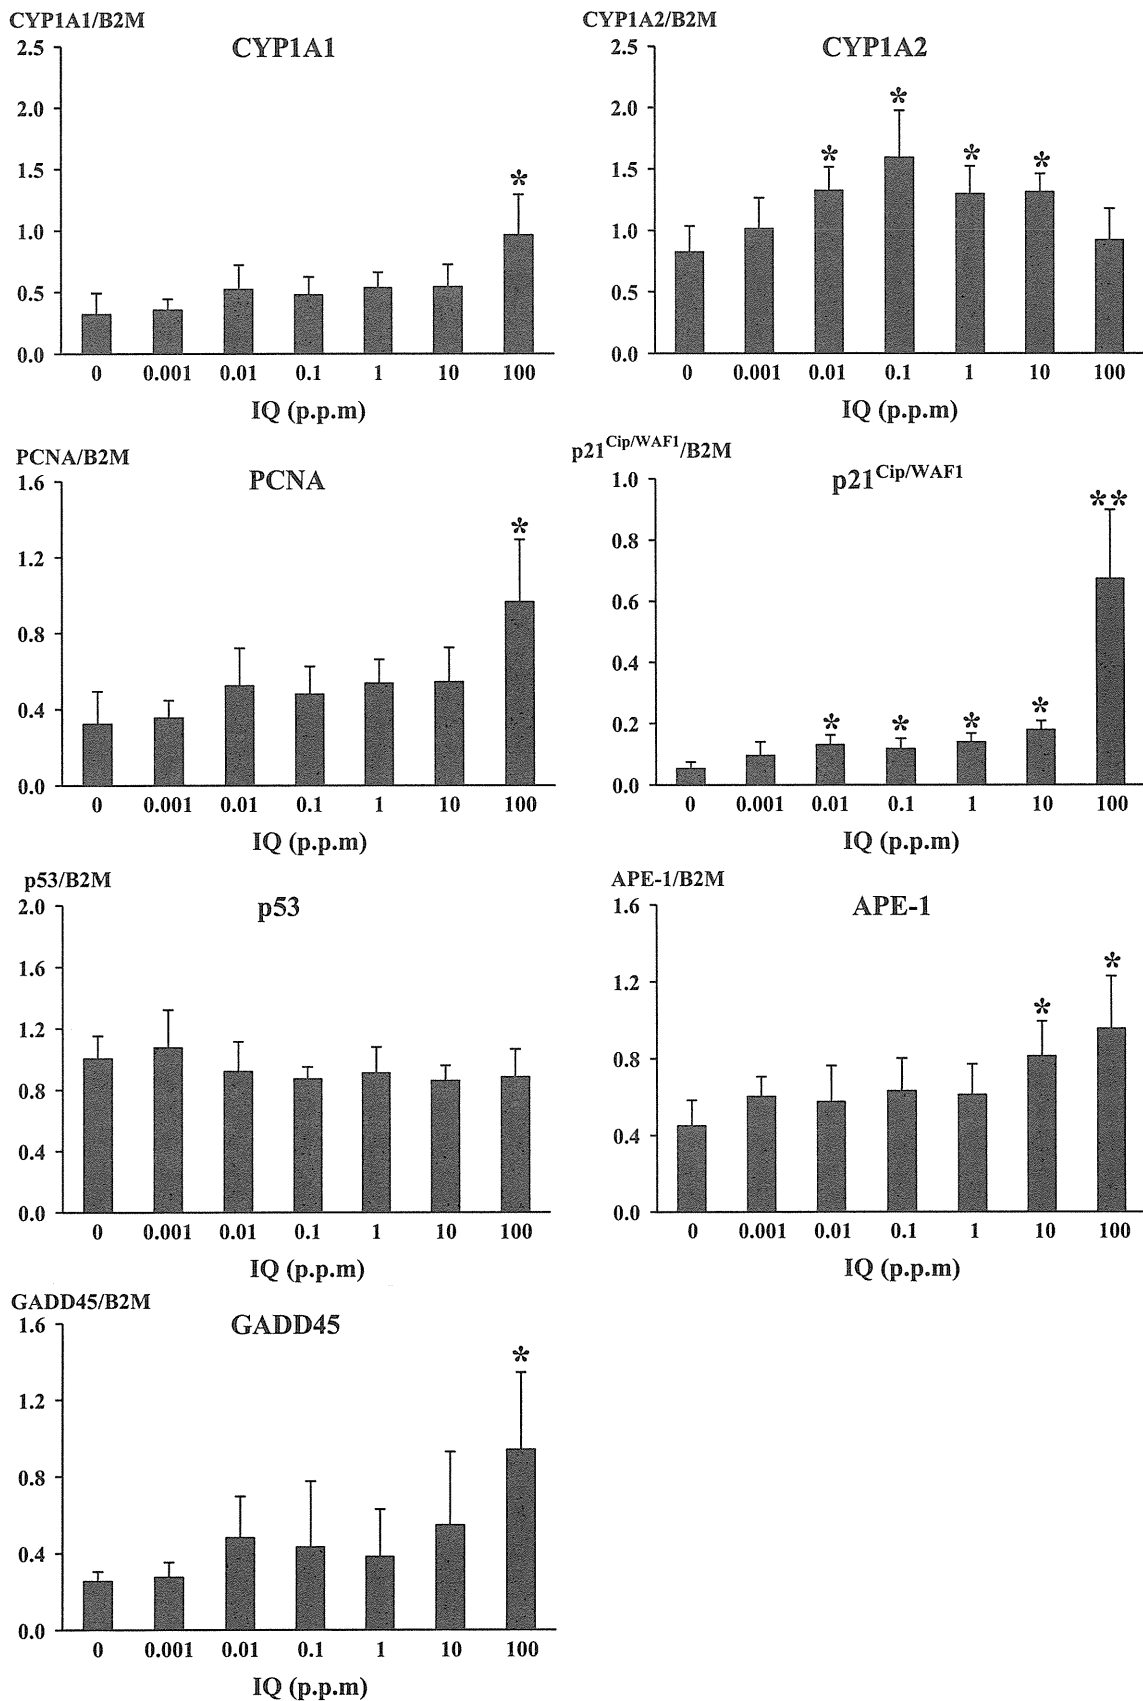 CYP1A1/B2M
CYP1A1
2.5
2.0
1.5
1.0
0.5
0.0
*
0 0.001 0.01 0.1 1 10 100
IQ (p.p.m)
CYP1A2/B2M
CYP1A2
2.5
2.0
1.5
1.0
0.5
0.0
* * * *
0 0.001 0.01 0.1 1 10 100
IQ (p.p.m)
PCNA/B2M
PCNA
1.6
1.2
0.8
0.4
0.0
*
0 0.001 0.01 0.1 1 10 100
IQ (p.p.m)
p21Cip/WAF1/B2M
p21Cip/WAF1
1.0
0.8
0.6
0.4
0.2
0.0
* * * * **
0 0.001 0.01 0.1 1 10 100
IQ (p.p.m)
p53/B2M
p53
2.0
1.6
1.2
0.8
0.4
0.0
0 0.001 0.01 0.1 1 10 100
IQ (p.p.m)
APE-1/B2M
APE-1
1.6
1.2
0.8
0.4
0.0
* *
0 0.001 0.01 0.1 1 10 100
IQ (p.p.m)
GADD45/B2M
GADD45
1.6
1.2
0.8
0.4
0.0
*
0 0.001 0.01 0.1 1 10 100
IQ (p.p.m)